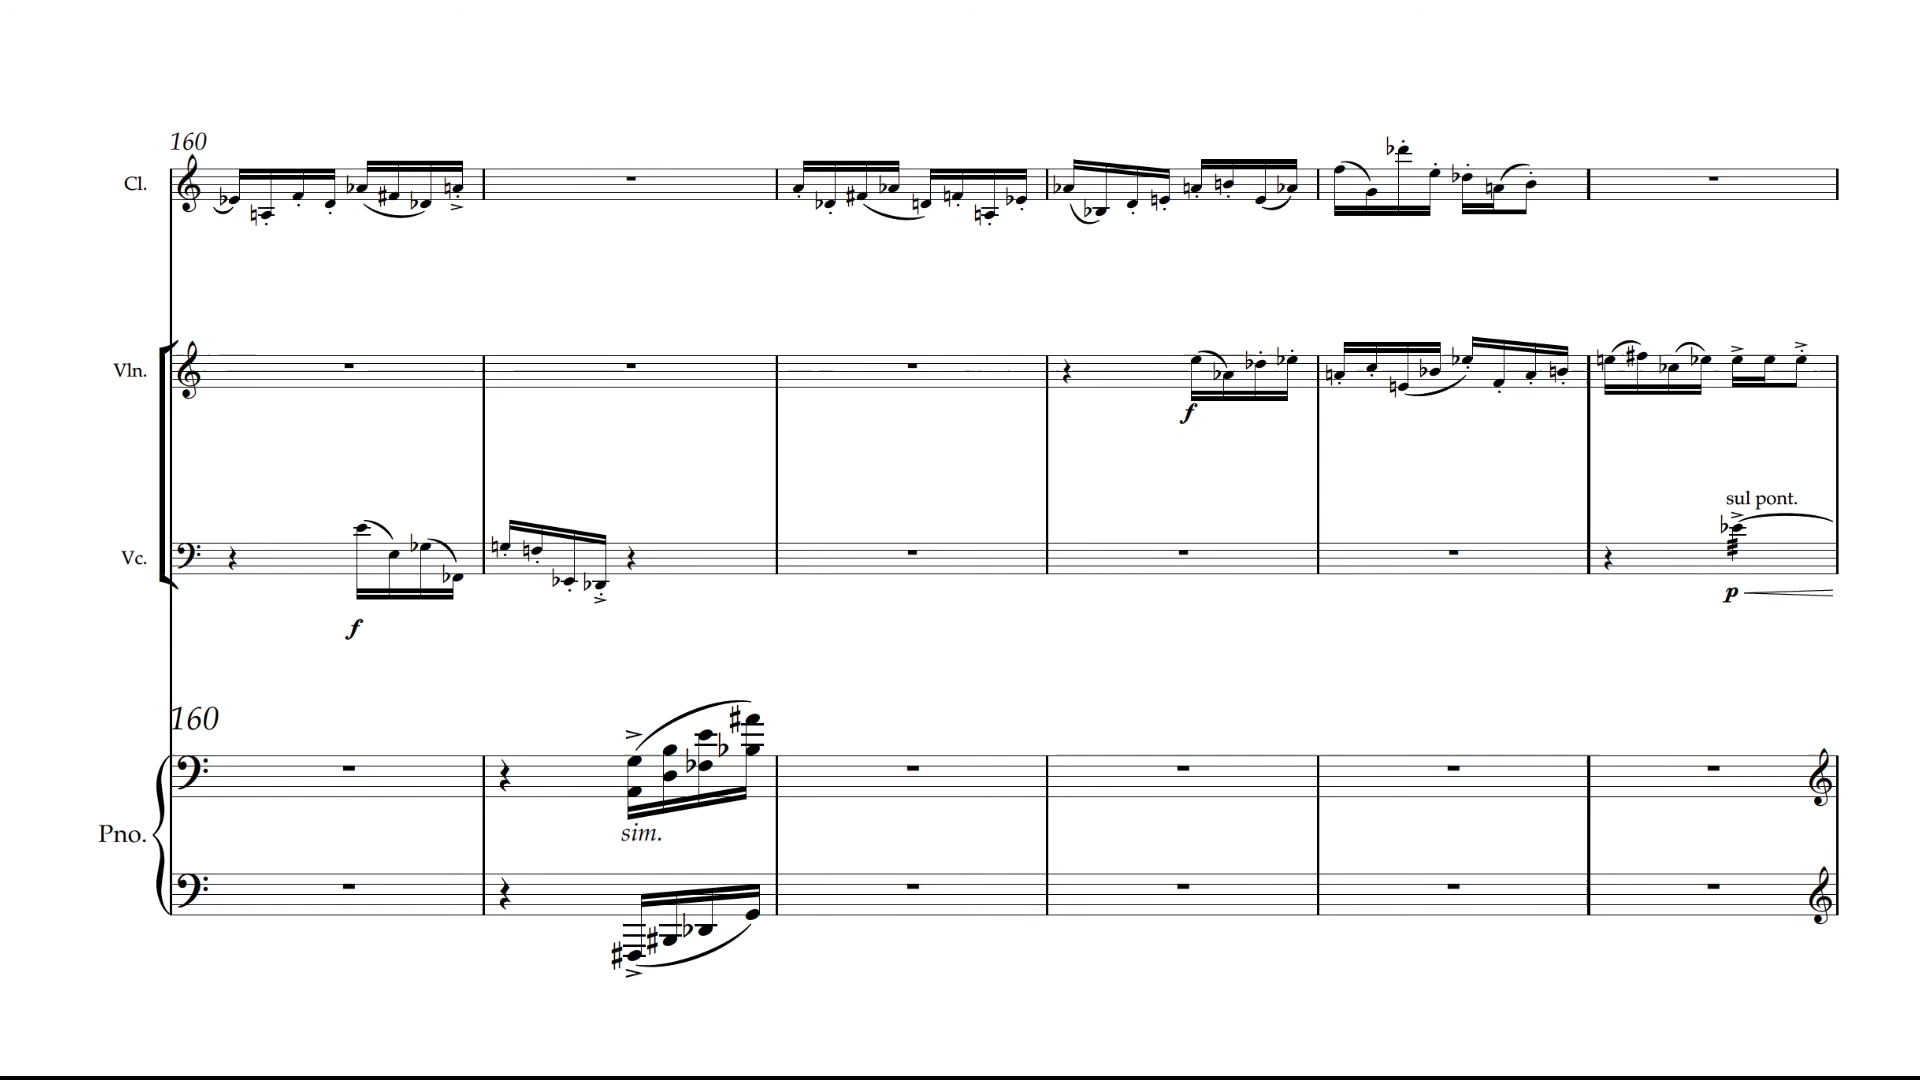 160
Cl.
Vln.
f
sul pont.
Vc.
p
f
160
Pno.
sim.